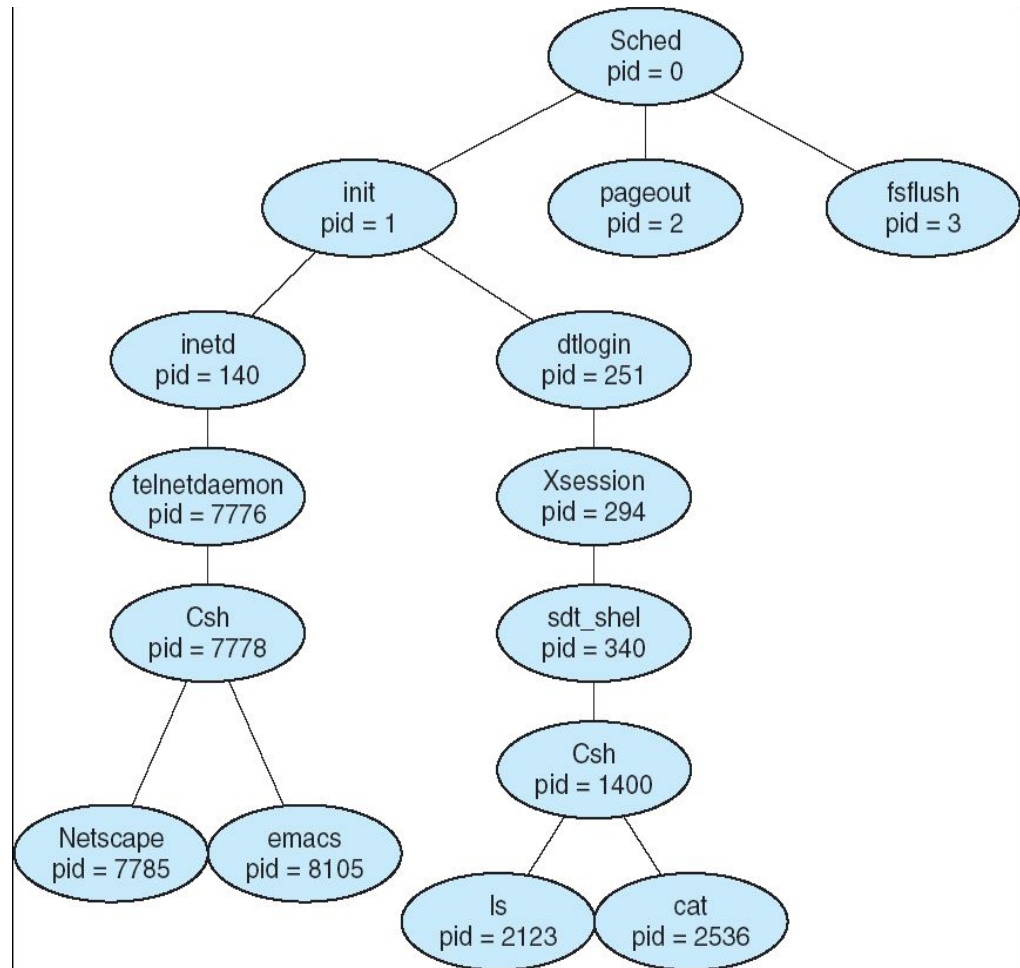 Sched
pid = 0
init
pid = 1
pageout
pid = 2
fsflush
pid = 3
inetd
pid = 140
dtlogin
pid = 251
telnetdaemon
pid = 7776
Xsession
pid = 294
Csh
pid = 7778
sdt_shel
pid = 340
Csh
pid = 1400
Netscape
pid = 7785
emacs
pid = 8105
ls
pid = 2123
cat
pid = 2536